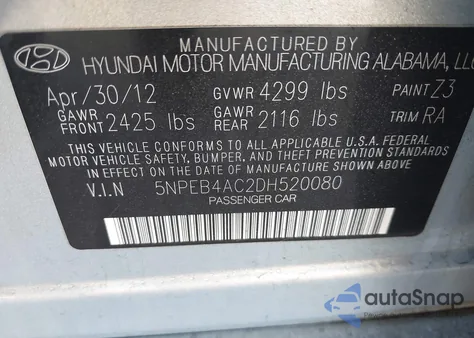 MANUFACTURED BY
HYUNDAI MOTOR MANUFACTURING ALABAMA, LLC
Apr/30/12 GVWR 4299 lbs PAINT Z3
GAWR FRONT 2425 lbs GAWR REAR 2116 lbs TRIM RA
THIS VEHICLE CONFORMS TO ALL APPLICABLE U.S.A. FEDERAL
MOTOR VEHICLE SAFETY, BUMPER, AND THEFT
PREVENTION STANDARDS IN EFFECT ON THE DATE OF MANUFACTURE SHOWN ABOVE.
V.I.N 5NPEB4AC2DH520080
PASSENGER CAR
autoSnap